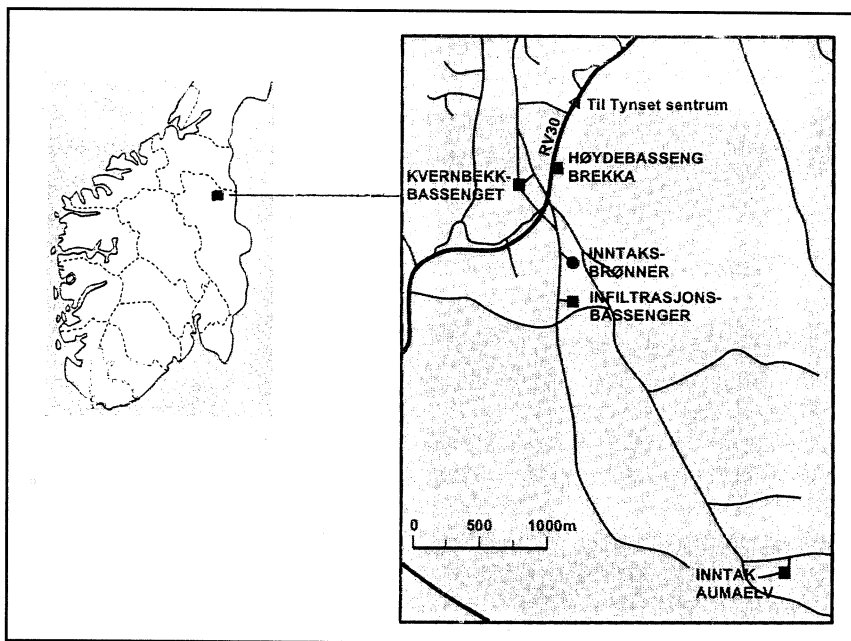 Til Tynset sentrum
RV30
HØYDEBASSENG
BREKKA
KVERNBEKK-
BASSENGET
INNTAKS-
BRØNNER
INFILTRASJONS-
BASSENGER
0 500 1000m
INNTAK
AUMAELV